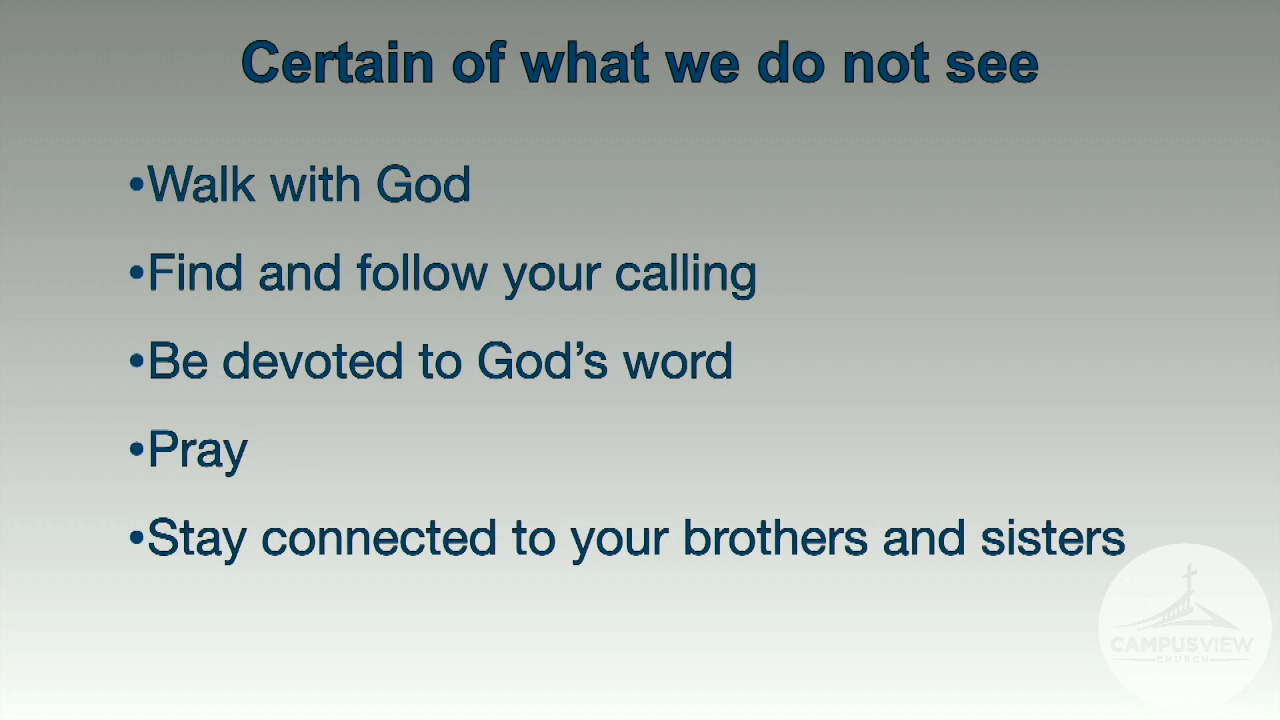 Certain of what we do not see
•Walk with God
•Find and follow your calling
•Be devoted to God’s word
•Pray
•Stay connected to your brothers and sisters
CAMPUSVIEW
CHURCH